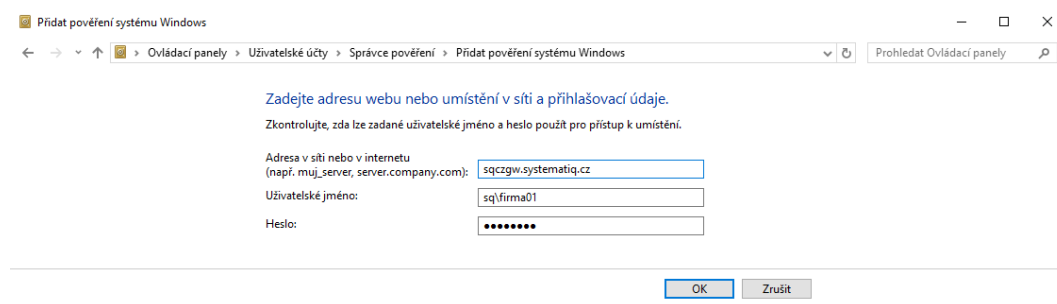 Přidat pověření systému Windows
Ovládací panely > Uživatelské účty > Správce pověření > Přidat pověření systému Windows
Prohledat Ovládací panely
Zadejte adresu webu nebo umístění v síti a přihlašovací údaje.
Zkontrolujte, zda lze zadané uživatelské jméno a heslo použít pro přístup k umístění.
Adresa v síti nebo v internetu
(např. muj_server, server.company.com): sqczgw.systematiq.cz
Uživatelské jméno: sq\firma01
Heslo: ●●●●●●●●
OK Zrušit